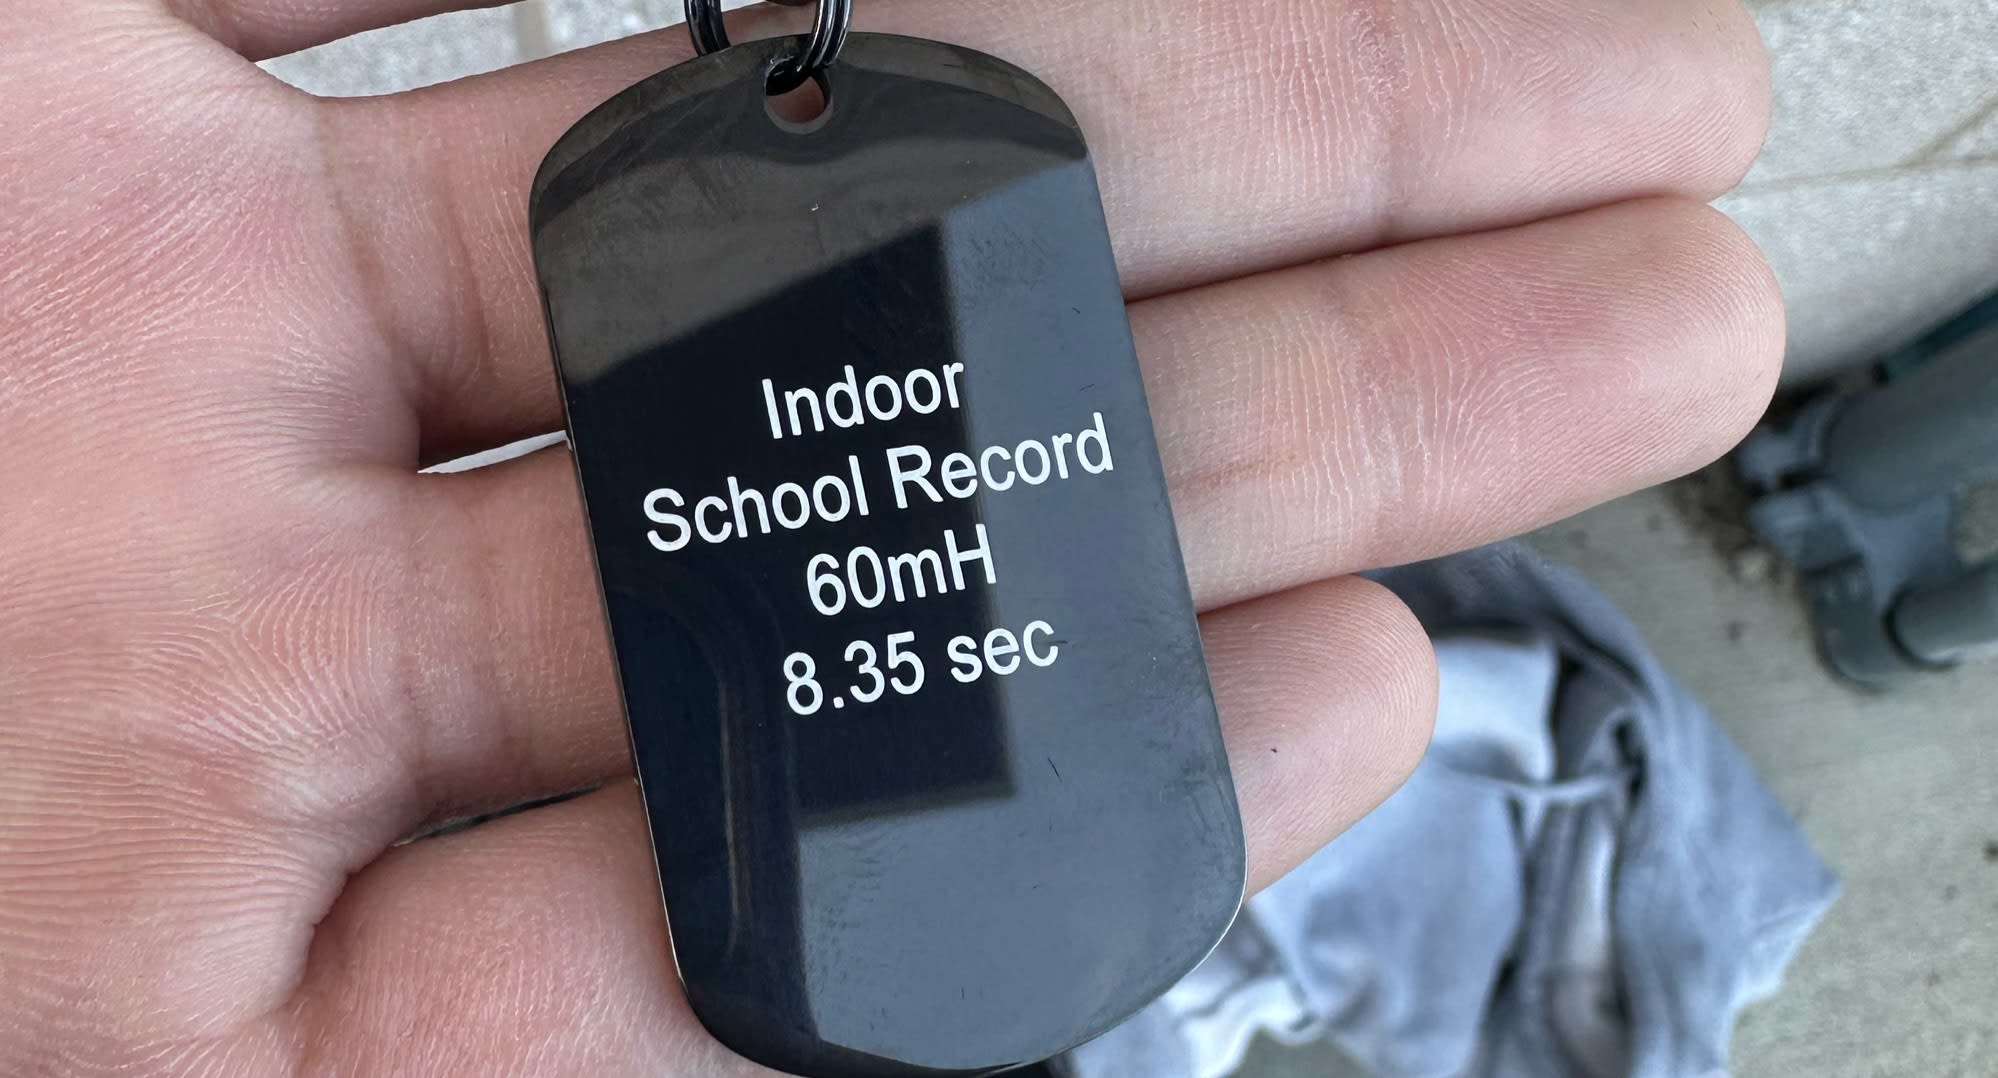 Indoor
School Record
60mH
8.35 sec